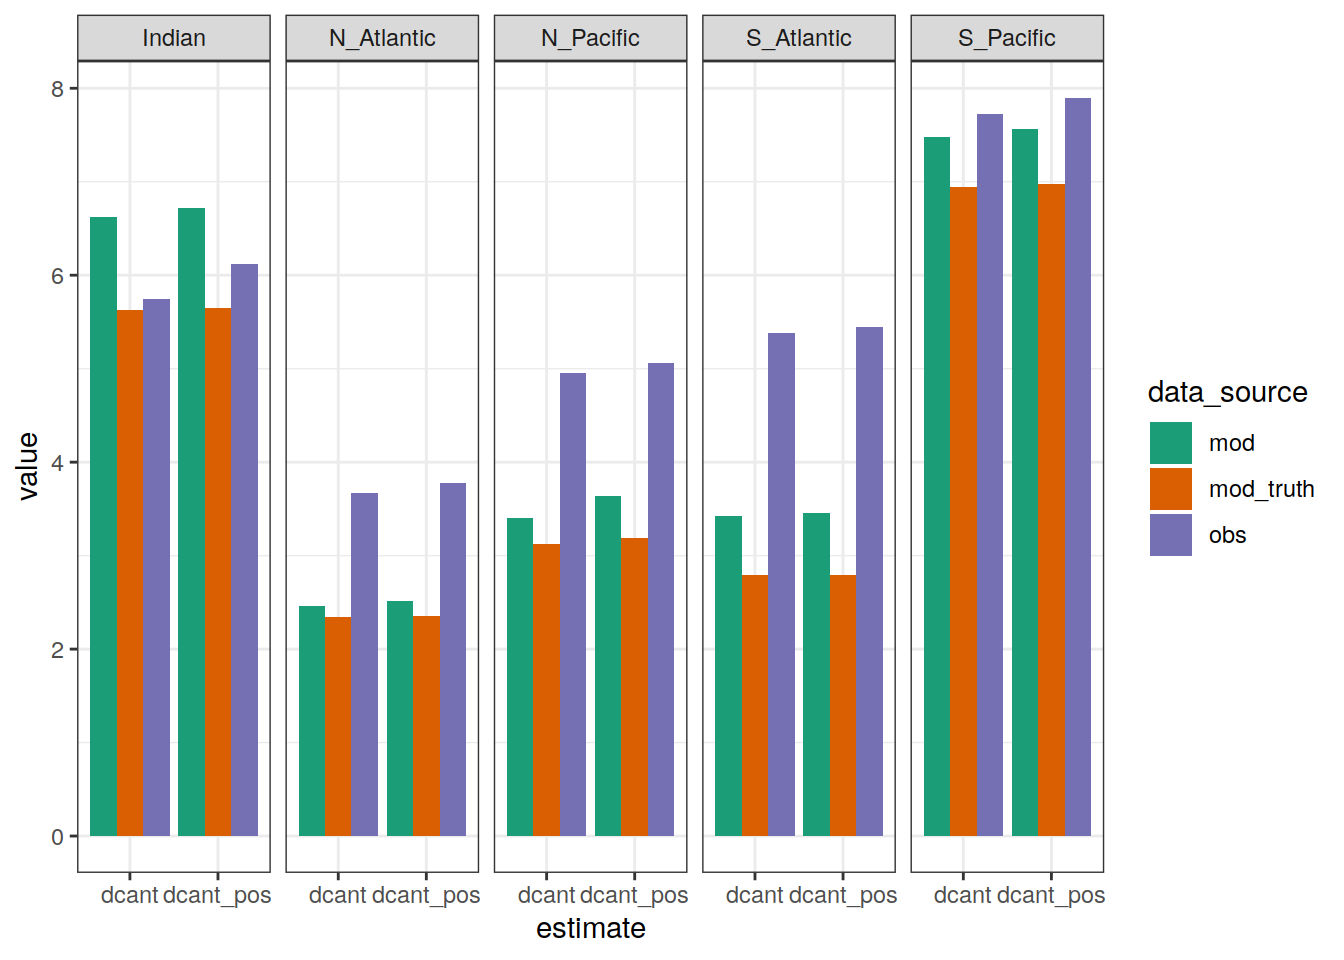 Indian N_Atlantic N_Pacific S_Atlantic S_Pacific
8
6
4
2
0
value
dcant dcant_pos dcant dcant_pos dcant dcant_pos dcant dcant_pos dcant dcant_pos
estimate
data_source
mod
mod_truth
obs